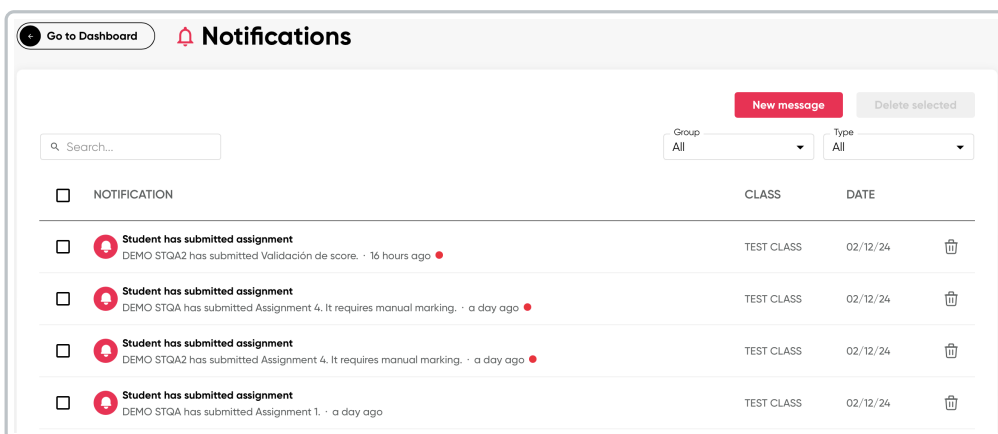 Go to Dashboard
Notifications
New message
Delete selected
Search...
Group
All
Type
All
NOTIFICATION
CLASS
DATE
Student has submitted assignment
DEMO STQA2 has submitted Validación de score. · 16 hours ago
TEST CLASS
02/12/24
Student has submitted assignment
DEMO STQA has submitted Assignment 4. It requires manual marking. · a day ago
TEST CLASS
02/12/24
Student has submitted assignment
DEMO STQA2 has submitted Assignment 4. It requires manual marking. · a day ago
TEST CLASS
02/12/24
Student has submitted assignment
DEMO STQA has submitted Assignment 1. · a day ago
TEST CLASS
02/12/24